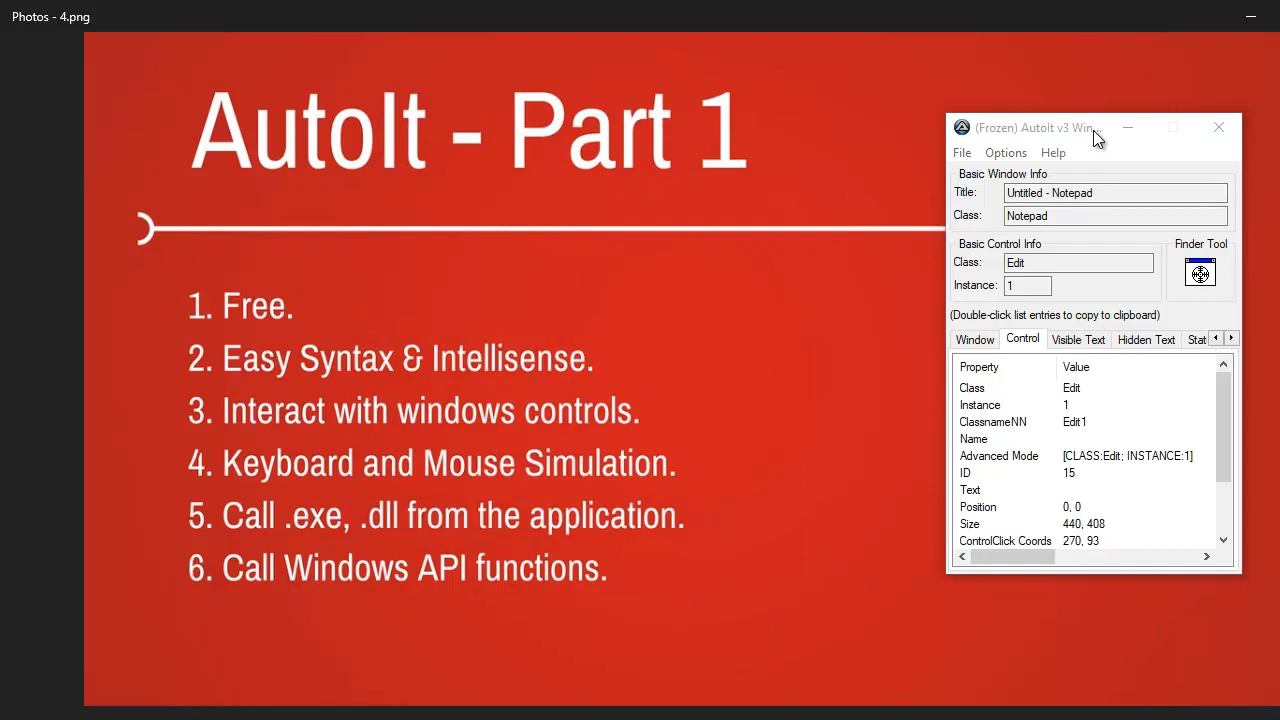 Photos - 4.png
AutoIt - Part 1
1. Free.
2. Easy Syntax & Intellisense.
3. Interact with windows controls.
4. Keyboard and Mouse Simulation.
5. Call .exe, .dll from the application.
6. Call Windows API functions.
(Frozen) AutoIt v3 Win...
File Options Help
Basic Window Info
Title: Untitled - Notepad
Class: Notepad
Basic Control Info Finder Tool
Class: Edit
Instance: 1
(Double-click list entries to copy to clipboard)
Window Control Visible Text Hidden Text Stat
Property Value
Class Edit
Instance 1
ClassnameNN Edit1
Name
Advanced Mode [CLASS:Edit; INSTANCE:1]
ID 15
Text
Position 0, 0
Size 440, 408
ControlClick Coords 270, 93